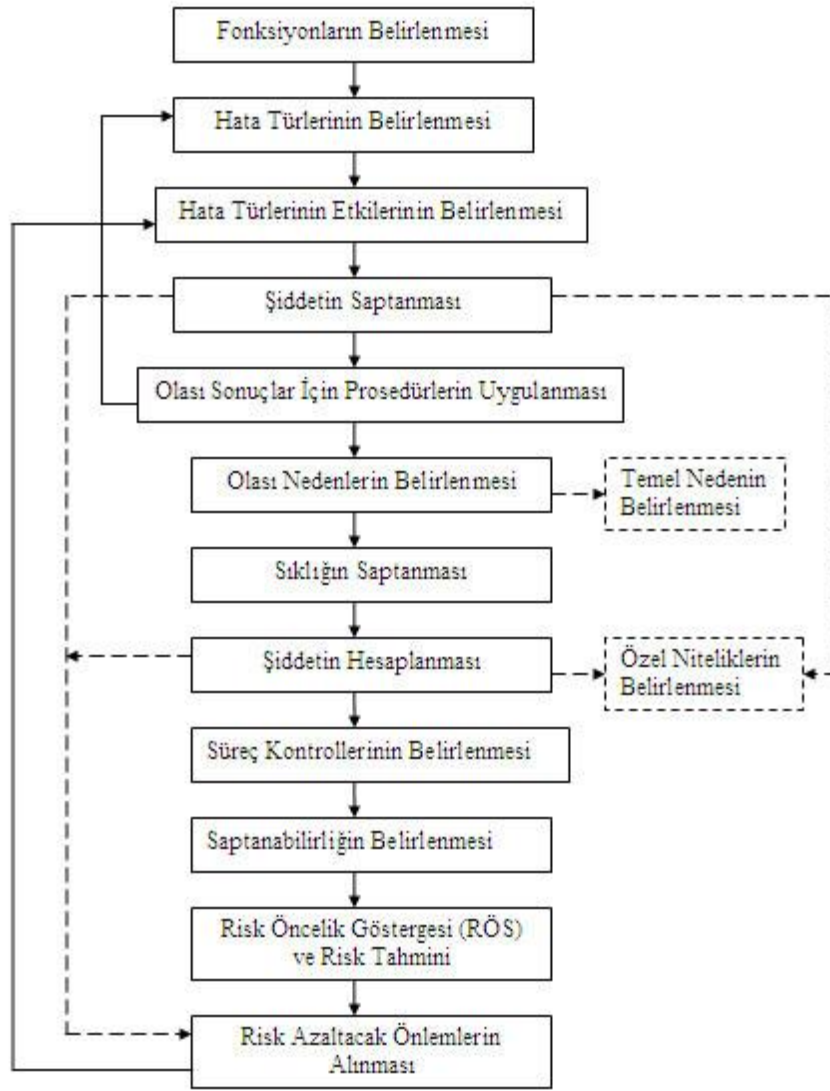 Fonksiyonların Belirlenmesi
Hata Türlerinin Belirlenmesi
Hata Türlerinin Etkilerinin Belirlenmesi
Şiddetin Saptanması
Olası Sonuçlar İçin Prosedürlerin Uygulanması
Olası Nedenlerin Belirlenmesi
Temel Nedenin
Belirlenmesi
Sıklığın Saptanması
Şiddetin Hesaplanması
Özel Niteliklerin
Belirlenmesi
Süreç Kontrollerinin Belirlenmesi
Saptanabilirliğin Belirlenmesi
Risk Öncelik Göstergesi (RÖS)
ve Risk Tahmini
Risk Azaltacak Önlemlerin
Alınması